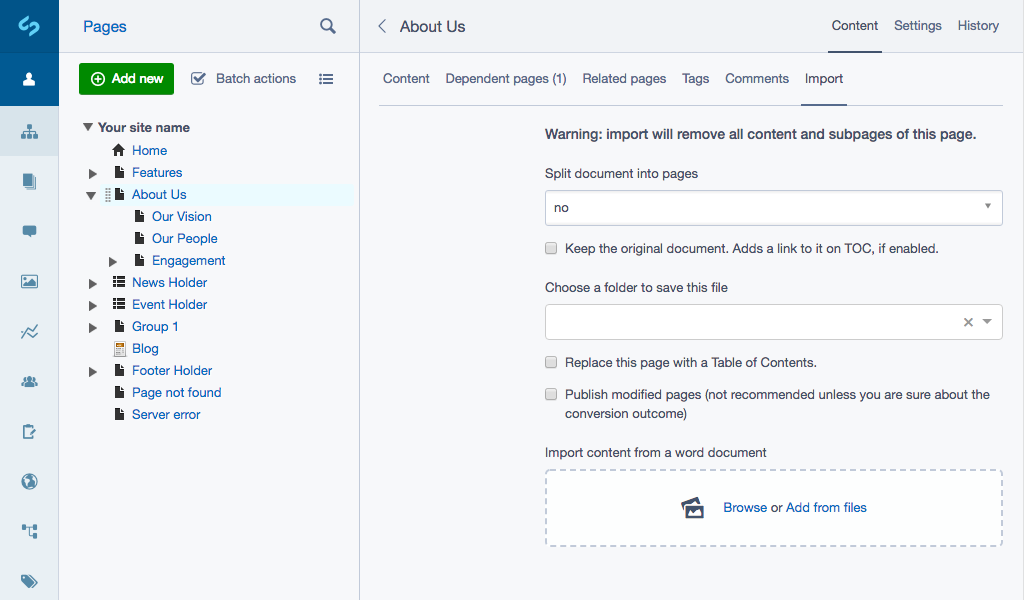 Pages
About Us
Content Settings History
Add new
Batch actions
Content Dependent pages (1) Related pages Tags Comments Import
Your site name
Home
Features
About Us
Our Vision
Our People
Engagement
News Holder
Event Holder
Group 1
Blog
Footer Holder
Page not found
Server error
Warning: import will remove all content and subpages of this page.
Split document into pages
no
Keep the original document. Adds a link to it on TOC, if enabled.
Choose a folder to save this file
Replace this page with a Table of Contents.
Publish modified pages (not recommended unless you are sure about the
conversion outcome)
Import content from a word document
Browse or Add from files